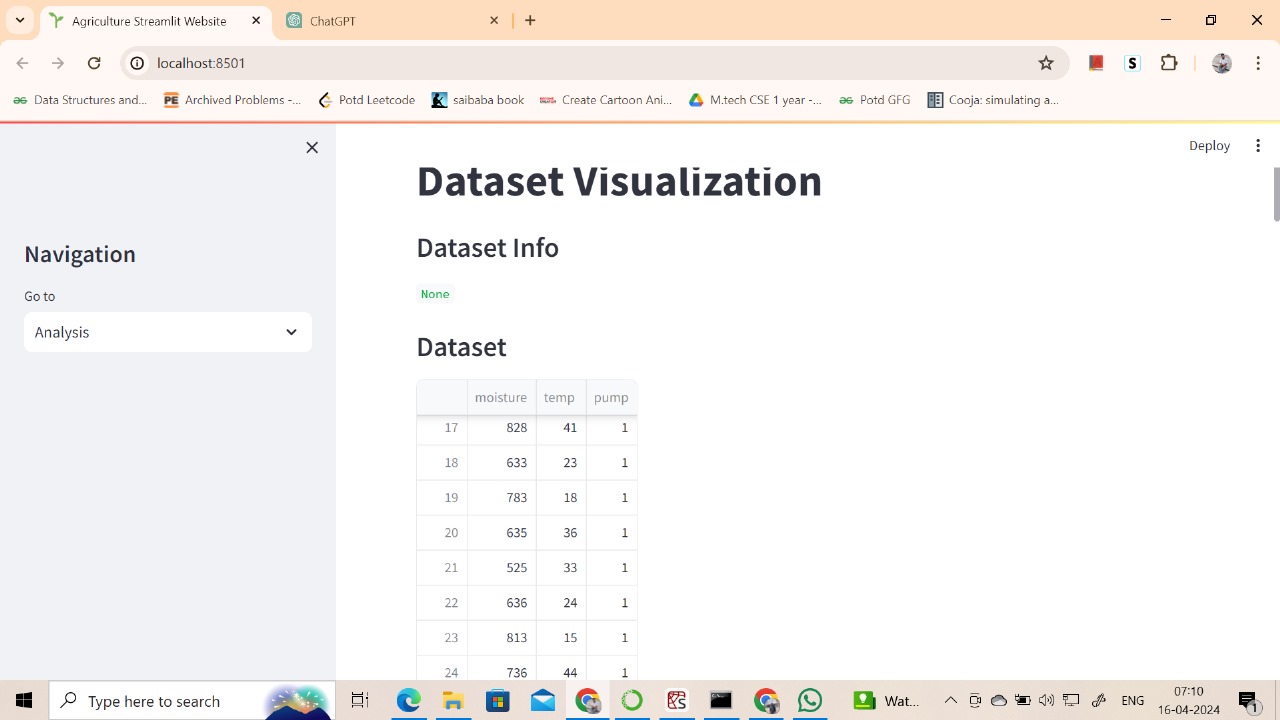 Agriculture Streamlit Website
ChatGPT
localhost:8501
Data Structures and...
Archived Problems -...
Potd Leetcode
saibaba book
Create Cartoon Ani...
M.tech CSE 1 year -...
Potd GFG
Cooja: simulating a...
Deploy
Navigation
Go to
Analysis
Dataset Visualization
Dataset Info
None
Dataset
moisture temp pump
17 828 41 1
18 633 23 1
19 783 18 1
20 635 36 1
21 525 33 1
22 636 24 1
23 813 15 1
24 736 44 1
Type here to search
Wat...
ENG
07:10
16-04-2024
1